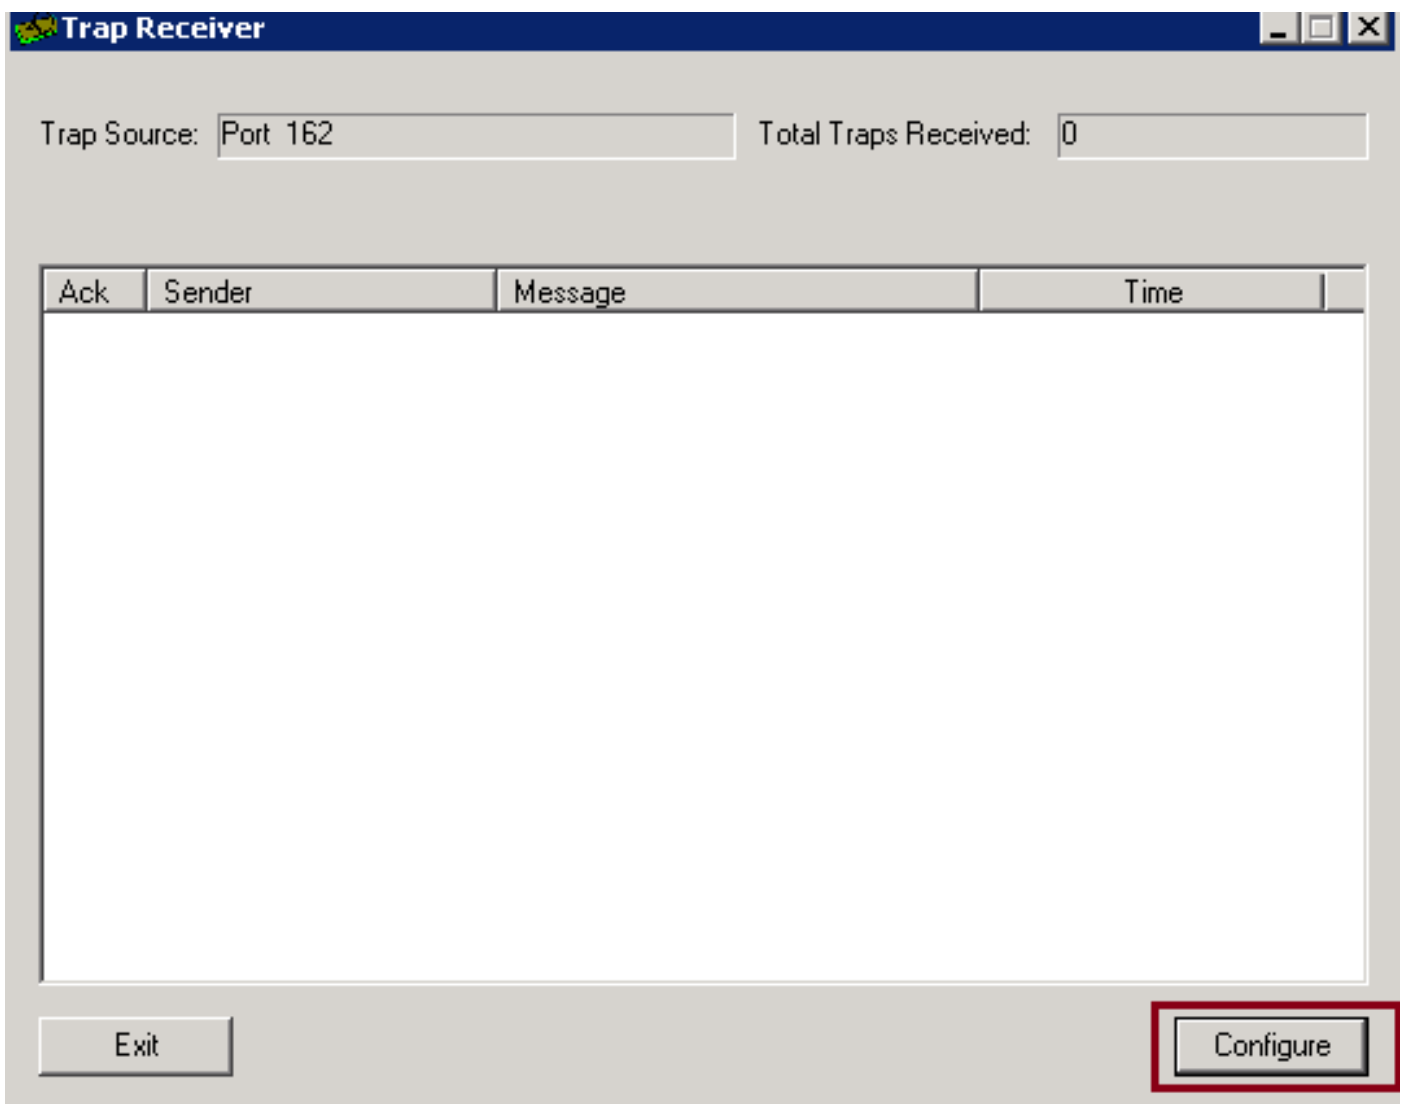 Trap Receiver
Trap Source: Port 162 Total Traps Received: 0
Ack Sender Message Time
Exit Configure